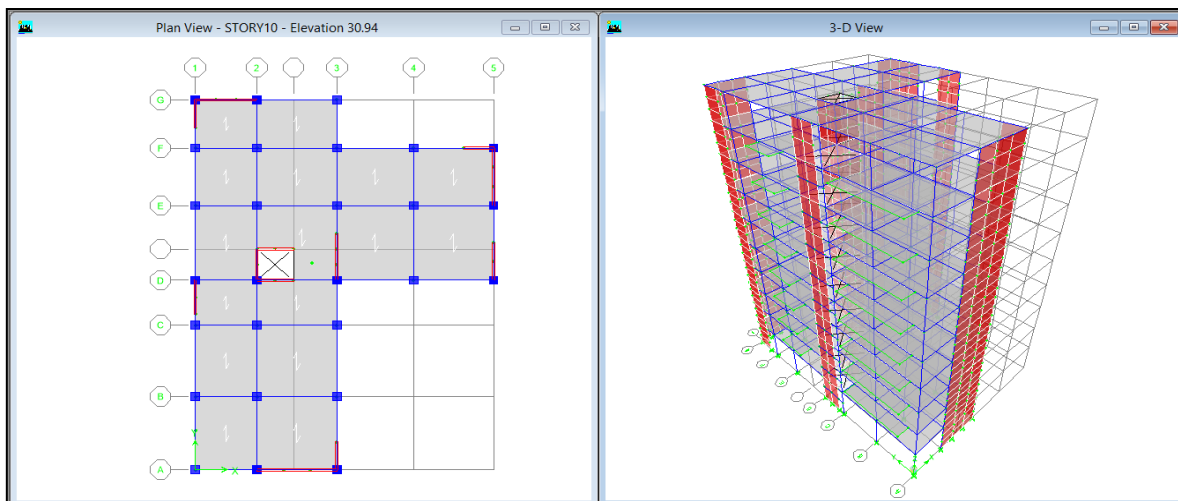 Plan View - STORY10 - Elevation 30.94
1 2 3 4 5
G
F
E
D
C
B
A
Y
X
3-D View